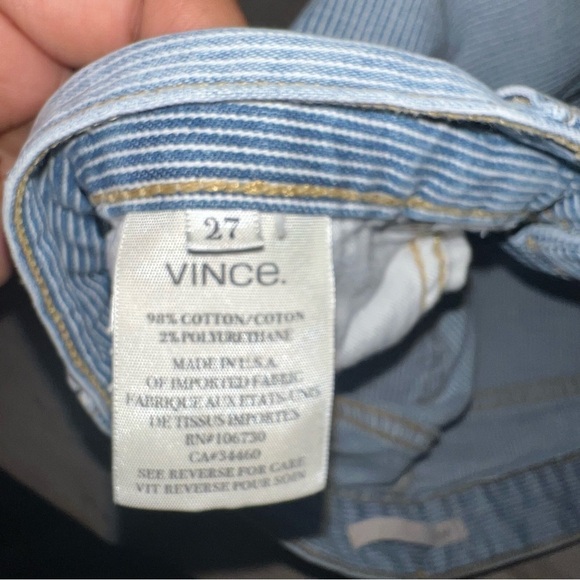 27
VINCE.
98% COTTON/COTON
2% POLYURETHANE
MADE IN U.S.A
OF IMPORTED FABRIC
FABRIQUE AUX ETATS-UNIS
DE TISSUS IMPORTES
RN#106730
CA#34460
SEE REVERSE FOR CARE
VIT REVERSE POUR SOIN